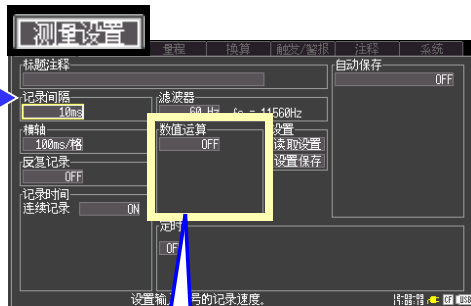 测量设置
量程 换算 触发/警报 注释 系统
标题注释
自动保存
OFF
记录间隔
10ms
滤波器
60 Hz fc = 11560Hz
横轴
100ms/格
数值运算
OFF
设置
读取设置
设置保存
反复记录
OFF
记录时间
连续记录 ON
定时
OF
设置输 号的记录速度.
USB